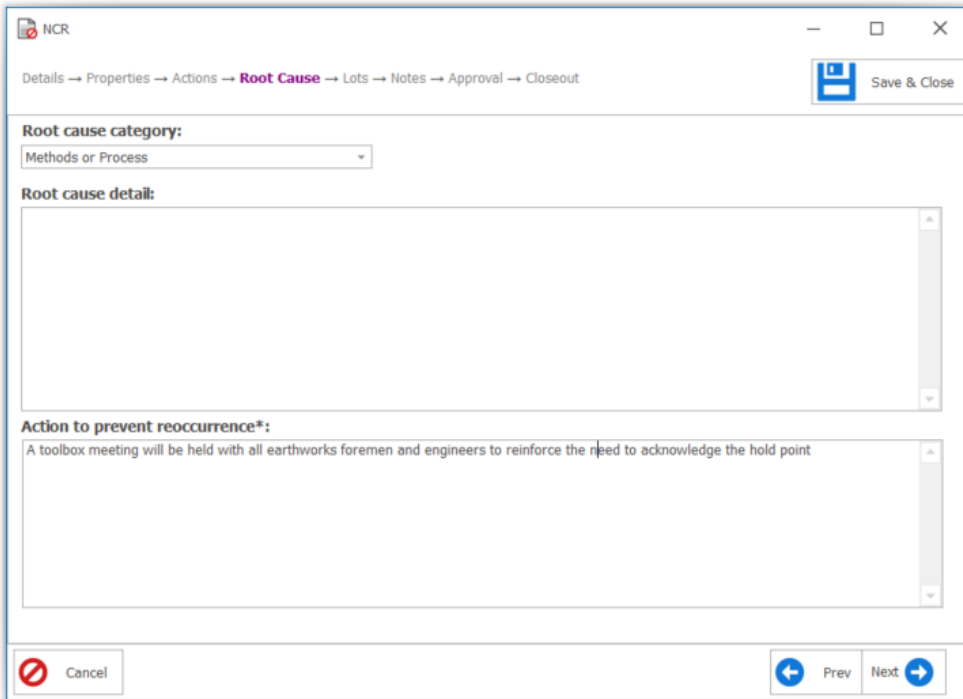 NCR
Details → Properties → Actions → Root Cause → Lots → Notes → Approval → Closeout
Save & Close
Root cause category:
Methods or Process
Root cause detail:
Action to prevent reoccurrence*:
A toolbox meeting will be held with all earthworks foremen and engineers to reinforce the need to acknowledge the hold point
Cancel
Prev
Next